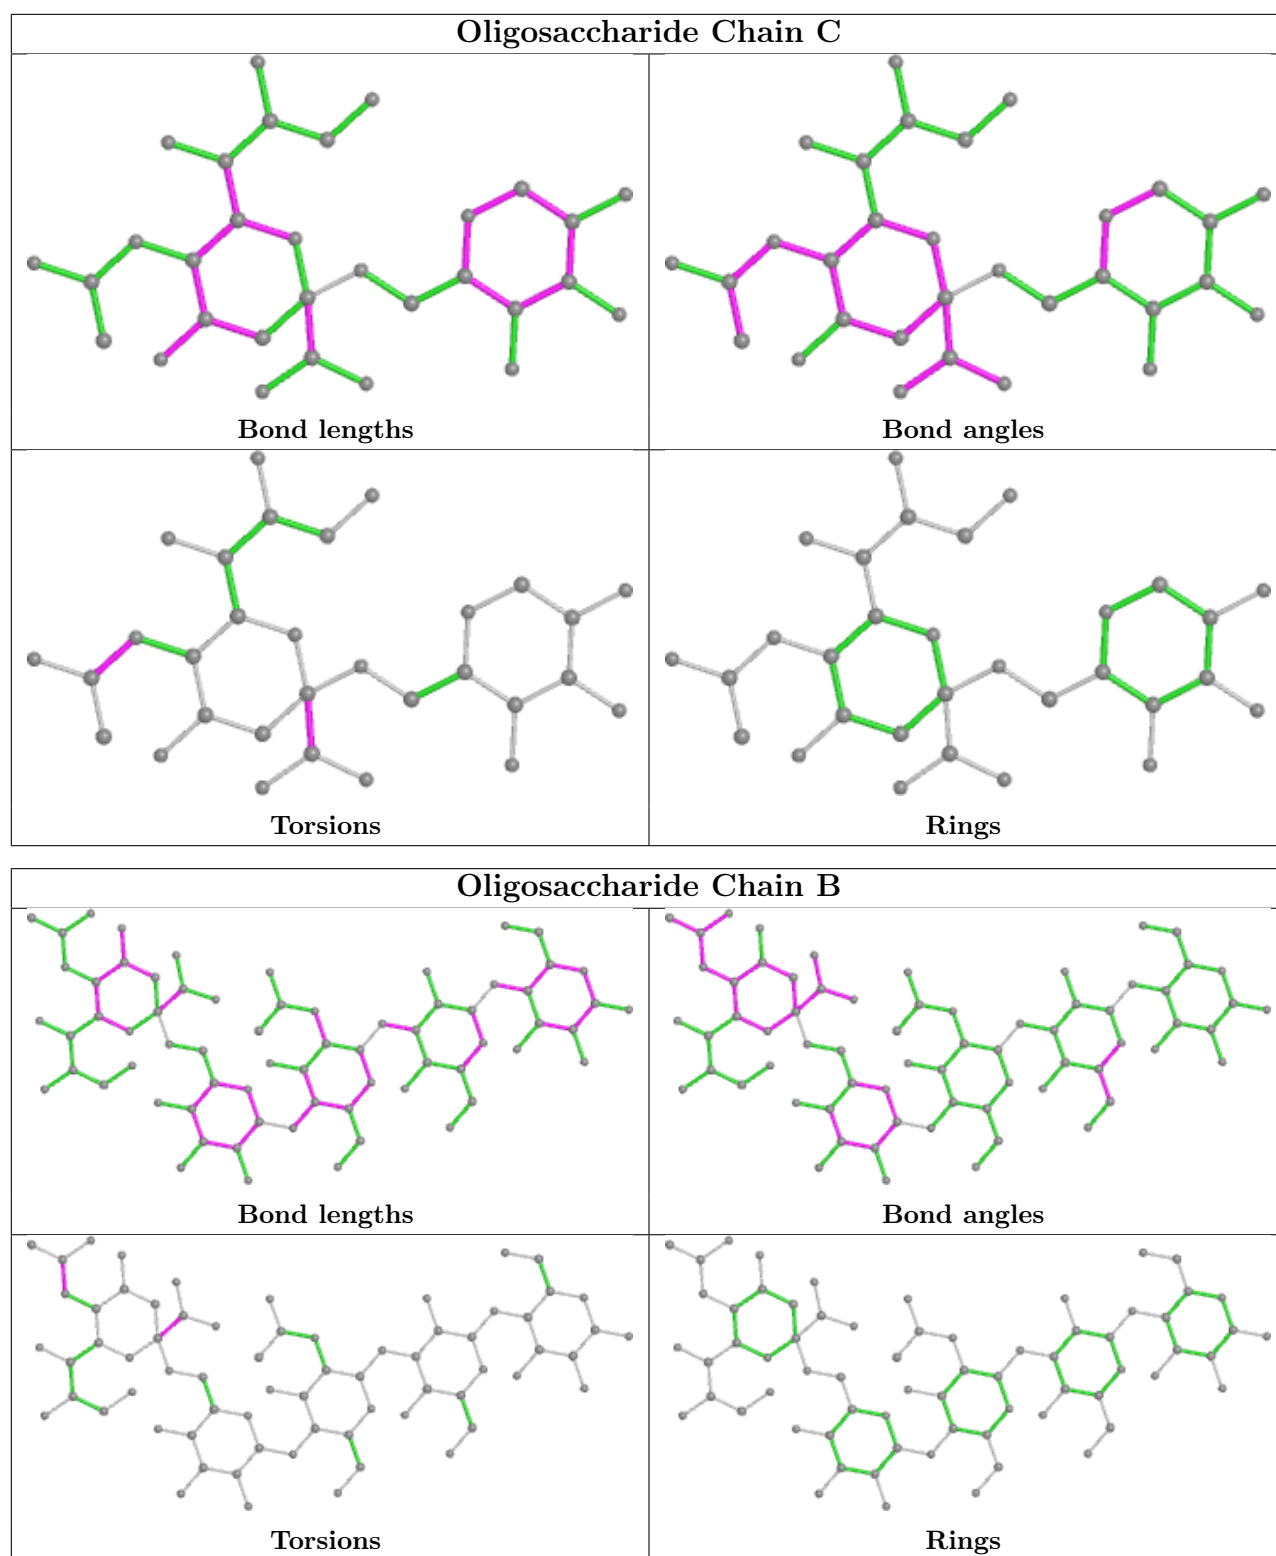 Oligosaccharide Chain C
Bond lengths
Bond angles
Torsions
Rings
Oligosaccharide Chain B
Bond lengths
Bond angles
Torsions
Rings